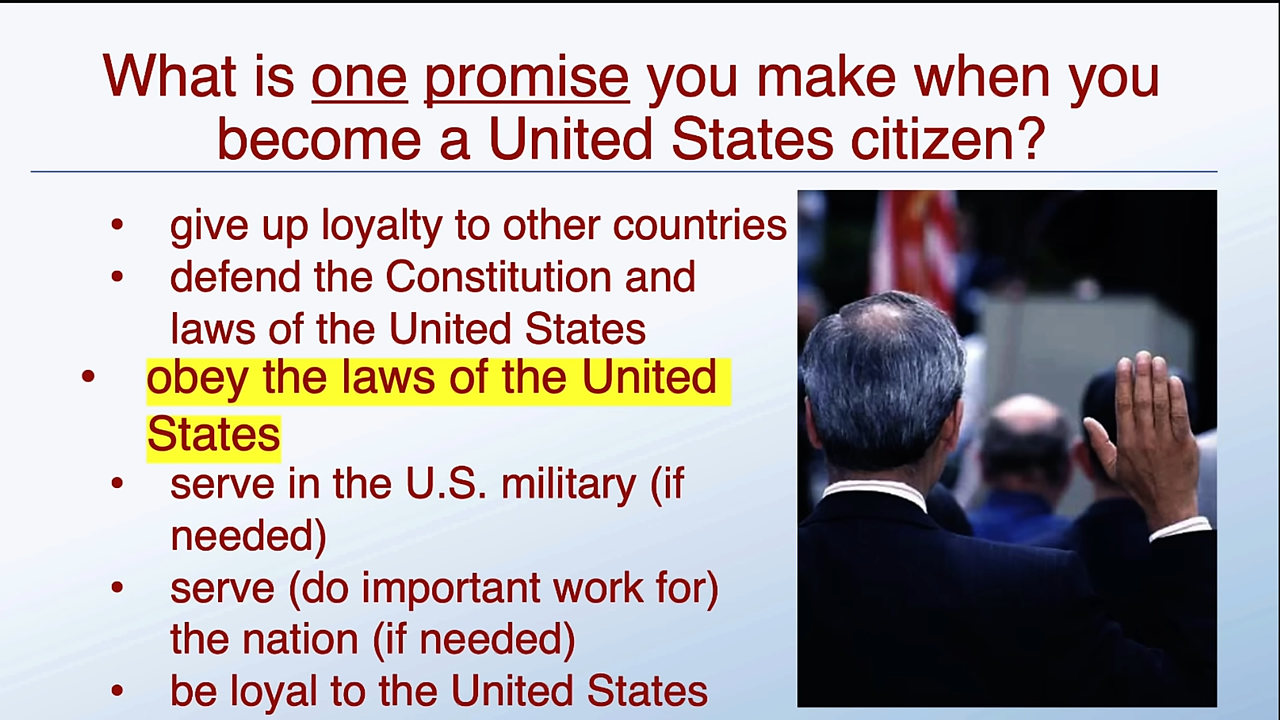 What is one promise you make when you
become a United States citizen?
• give up loyalty to other countries
• defend the Constitution and
laws of the United States
• obey the laws of the United
States
• serve in the U.S. military (if
needed)
• serve (do important work for)
the nation (if needed)
• be loyal to the United States